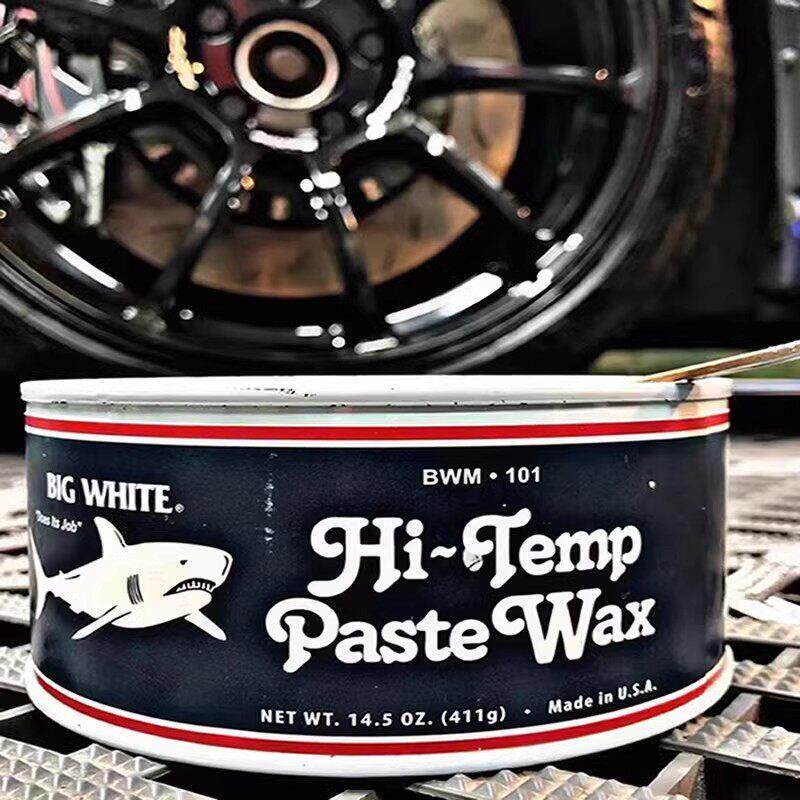 BWM • 101
BIG WHITE®
"Does Its Job"
Hi~Temp
Paste Wax
NET WT. 14.5 OZ. (411g) • Made in U.S.A.